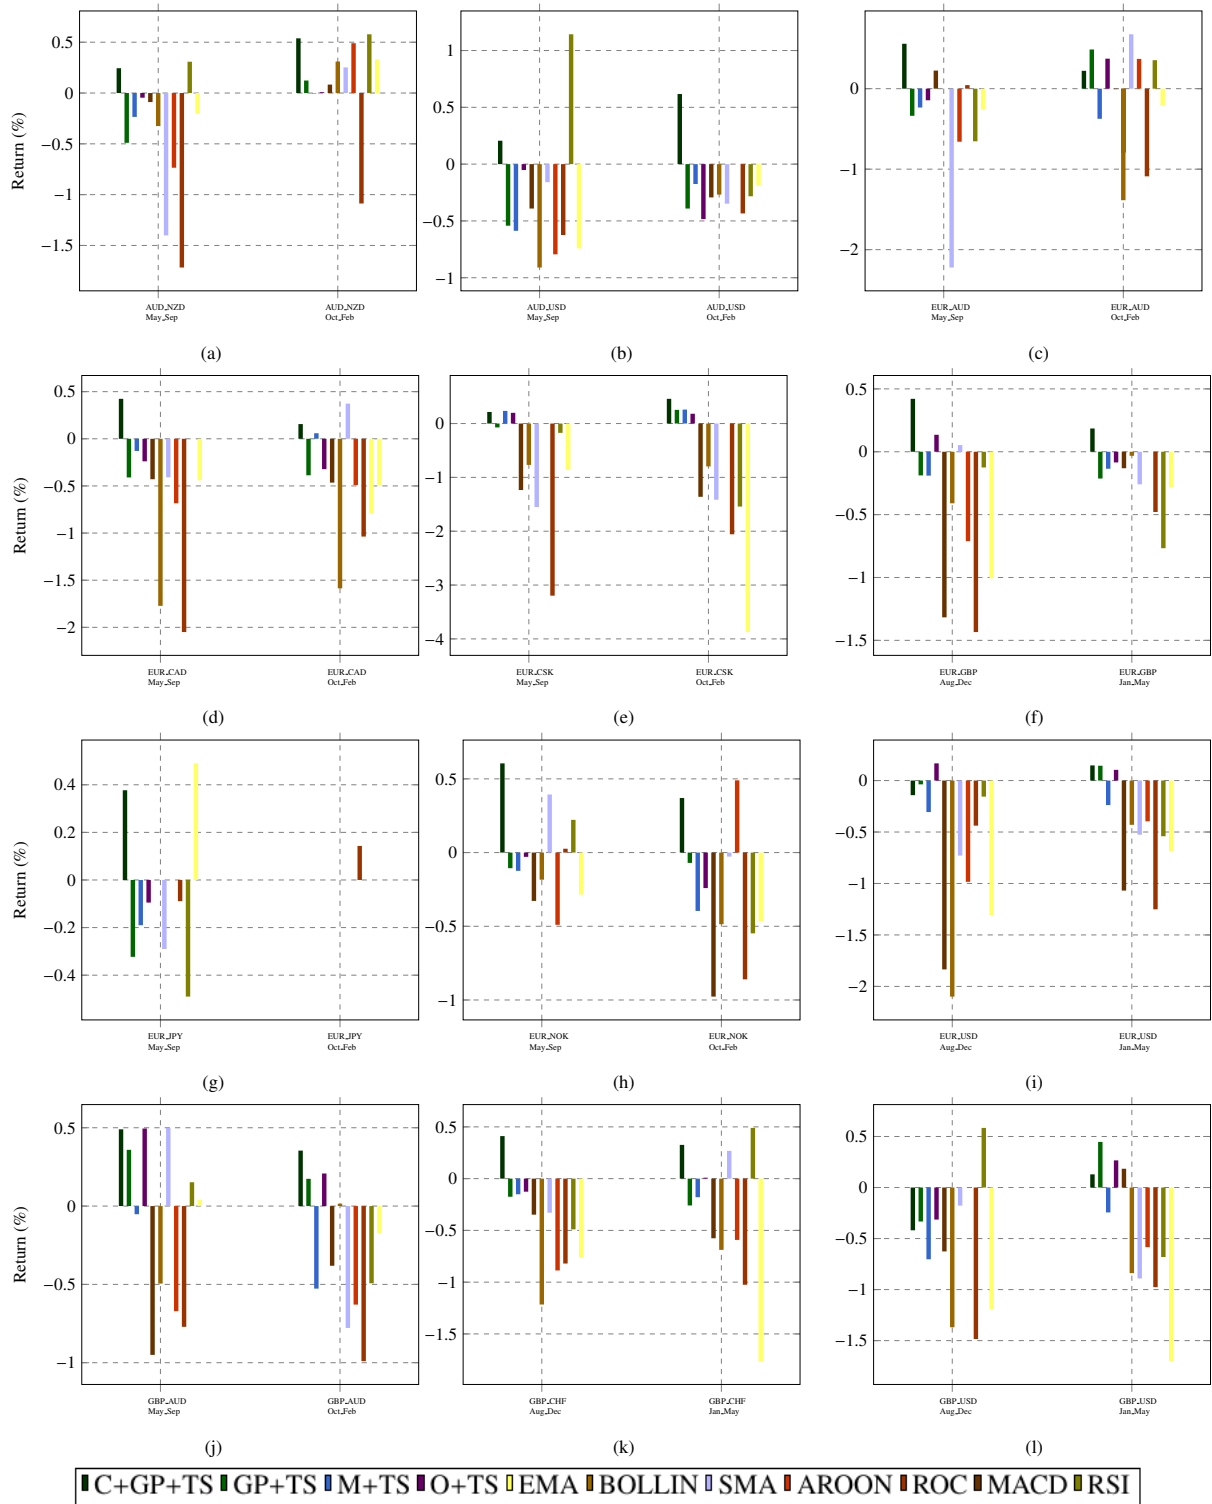 0.5
0
−0.5
−1
−1.5
Return (%)
AUD_NZD
May_Sep
AUD_NZD
Oct_Feb
(a)
1
0.5
0
−0.5
−1
AUD_USD
May_Sep
AUD_USD
Oct_Feb
(b)
0
−1
−2
EUR_AUD
May_Sep
EUR_AUD
Oct_Feb
(c)
0.5
0
−0.5
−1
−1.5
−2
Return (%)
EUR_CAD
May_Sep
EUR_CAD
Oct_Feb
(d)
0
−1
−2
−3
−4
EUR_CSK
May_Sep
EUR_CSK
Oct_Feb
(e)
0.5
0
−0.5
−1
−1.5
EUR_GBP
Aug_Dec
EUR_GBP
Jan_May
(f)
0.4
0.2
0
−0.2
−0.4
Return (%)
EUR_JPY
May_Sep
EUR_JPY
Oct_Feb
(g)
0.5
0
−0.5
−1
EUR_NOK
May_Sep
EUR_NOK
Oct_Feb
(h)
0
−0.5
−1
−1.5
−2
EUR_USD
Aug_Dec
EUR_USD
Jan_May
(i)
0.5
0
−0.5
−1
Return (%)
GBP_AUD
May_Sep
GBP_AUD
Oct_Feb
(j)
0.5
0
−0.5
−1
−1.5
GBP_CHF
Aug_Dec
GBP_CHF
Jan_May
(k)
0.5
0
−0.5
−1
−1.5
GBP_USD
Aug_Dec
GBP_USD
Jan_May
(l)
C+GP+TS GP+TS M+TS O+TS EMA BOLLIN SMA AROON ROC MACD RSI